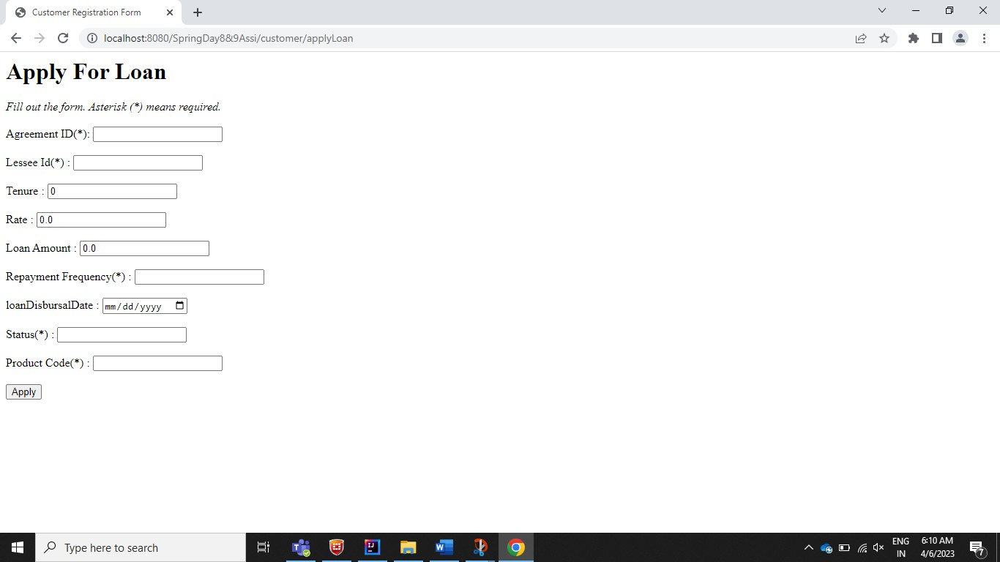 Customer Registration Form
localhost:8080/SpringDay8&9Assi/customer/applyLoan
Apply For Loan
Fill out the form. Asterisk (*) means required.
Agreement ID(*):
Lessee Id(*) :
Tenure : 0
Rate : 0.0
Loan Amount : 0.0
Repayment Frequency(*) :
loanDisbursalDate : mm/dd/yyyy
Status(*) :
Product Code(*) :
Apply
Type here to search
ENG 6:10 AM
IN 4/6/2023 7